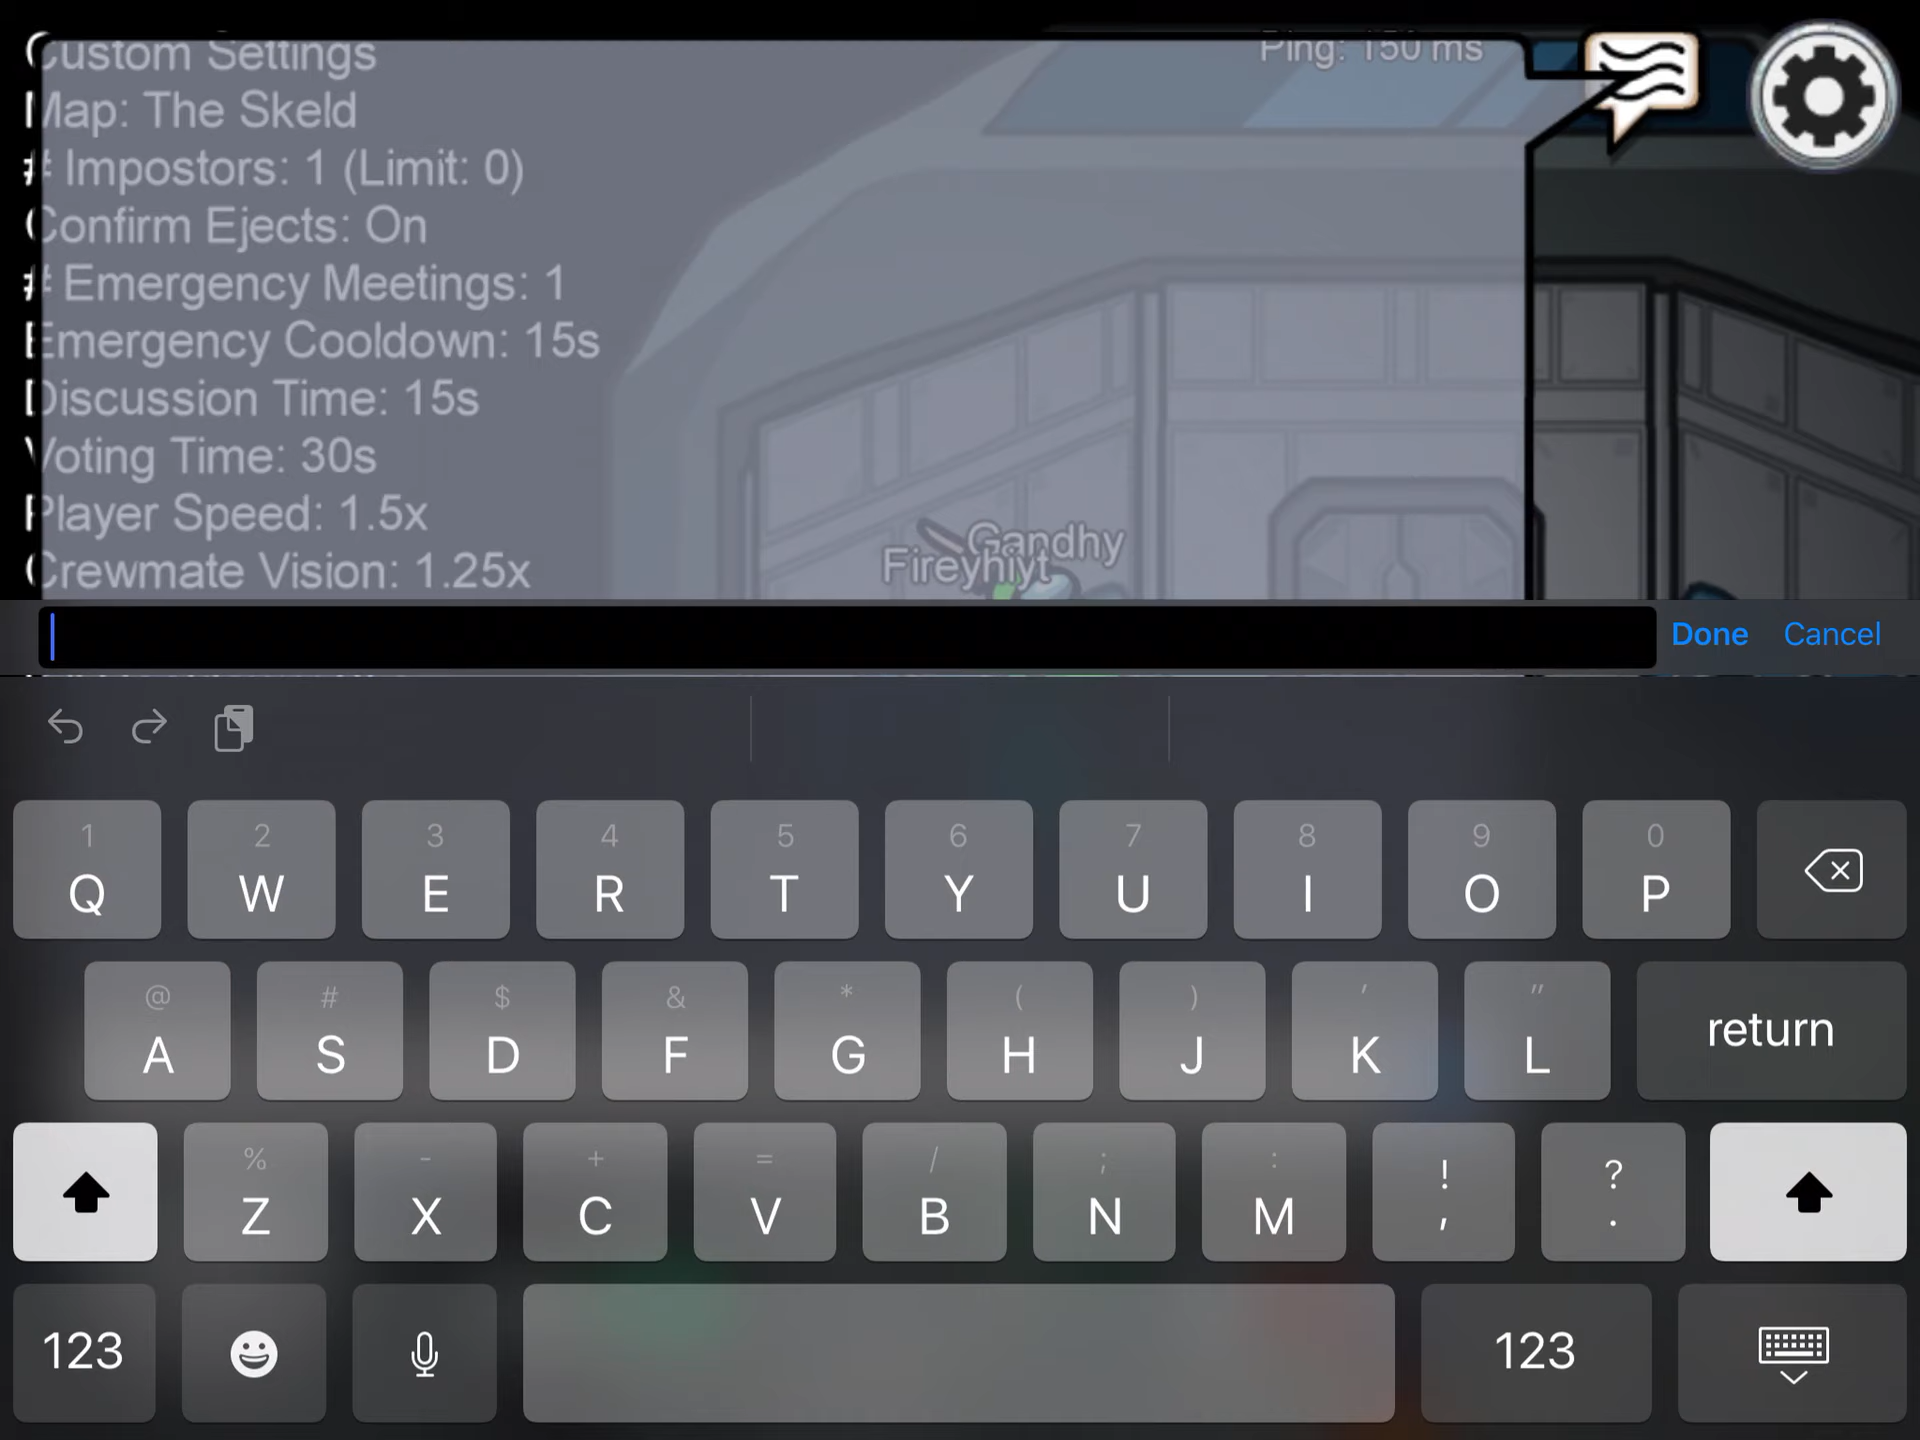 Custom Settings
Ping: 150 ms
Map: The Skeld
# Impostors: 1 (Limit: 0)
Confirm Ejects: On
# Emergency Meetings: 1
Emergency Cooldown: 15s
Discussion Time: 15s
Voting Time: 30s
Player Speed: 1.5x
Gandhy
Fireyhiyt
Crewmate Vision: 1.25x
Done Cancel
1 2 3 4 5 6 7 8 9 0
Q W E R T Y U I O P
@ # $ & * ( ) ' "
A S D F G H J K L return
% - + = / ; : ! ?
Z X C V B N M , .
123 123